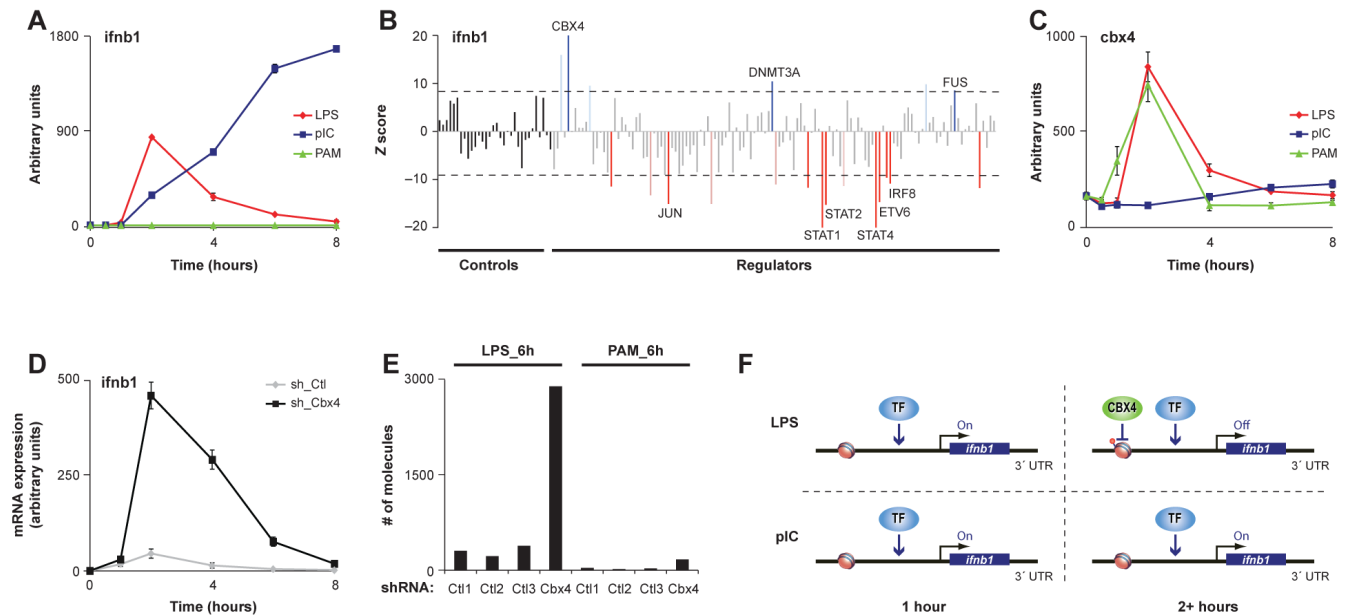 A
ifnb1
1800
900
0
Arbitrary units
0 4 8
Time (hours)
LPS
pIC
PAM
B
ifnb1
20
10
0
−10
−20
Z score
CBX4
DNMT3A
FUS
JUN
STAT1
STAT2
STAT4
ETV6
IRF8
Controls
Regulators
C
cbx4
1000
500
0
Arbitrary units
0 4 8
Time (hours)
LPS
pIC
PAM
D
ifnb1
500
250
0
mRNA expression
(arbitrary units)
0 4 8
Time (hours)
sh_Ctl
sh_Cbx4
E
LPS_6h PAM_6h
3000
1500
0
# of molecules
shRNA: Ctl1 Ctl2 Ctl3 Cbx4 Ctl1 Ctl2 Ctl3 Cbx4
F
LPS
TF
On
ifnb1
3´ UTR
CBX4 TF
Off
ifnb1
3´ UTR
pIC
TF
On
ifnb1
3´ UTR
TF
On
ifnb1
3´ UTR
1 hour
2+ hours